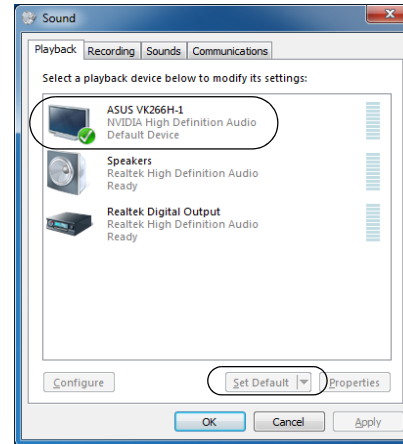 Sound
Playback Recording Sounds Communications
Select a playback device below to modify its settings:
ASUS VK266H-1
NVIDIA High Definition Audio
Default Device
Speakers
Realtek High Definition Audio
Ready
Realtek Digital Output
Realtek High Definition Audio
Ready
Configure Set Default Properties
OK Cancel Apply